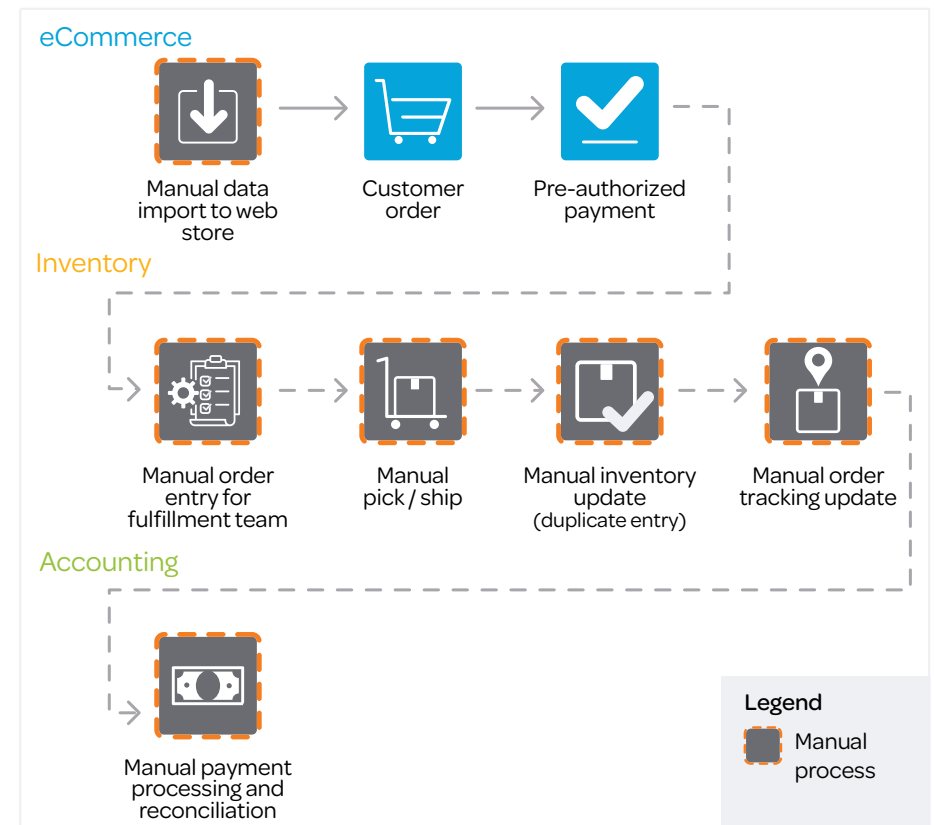 eCommerce
Manual data
import to web
store
Customer
order
Pre-authorized
payment
Inventory
Manual order
entry for
fulfillment team
Manual
pick / ship
Manual inventory
update
(duplicate entry)
Manual order
tracking update
Accounting
Manual payment
processing and
reconciliation
Legend
Manual
process